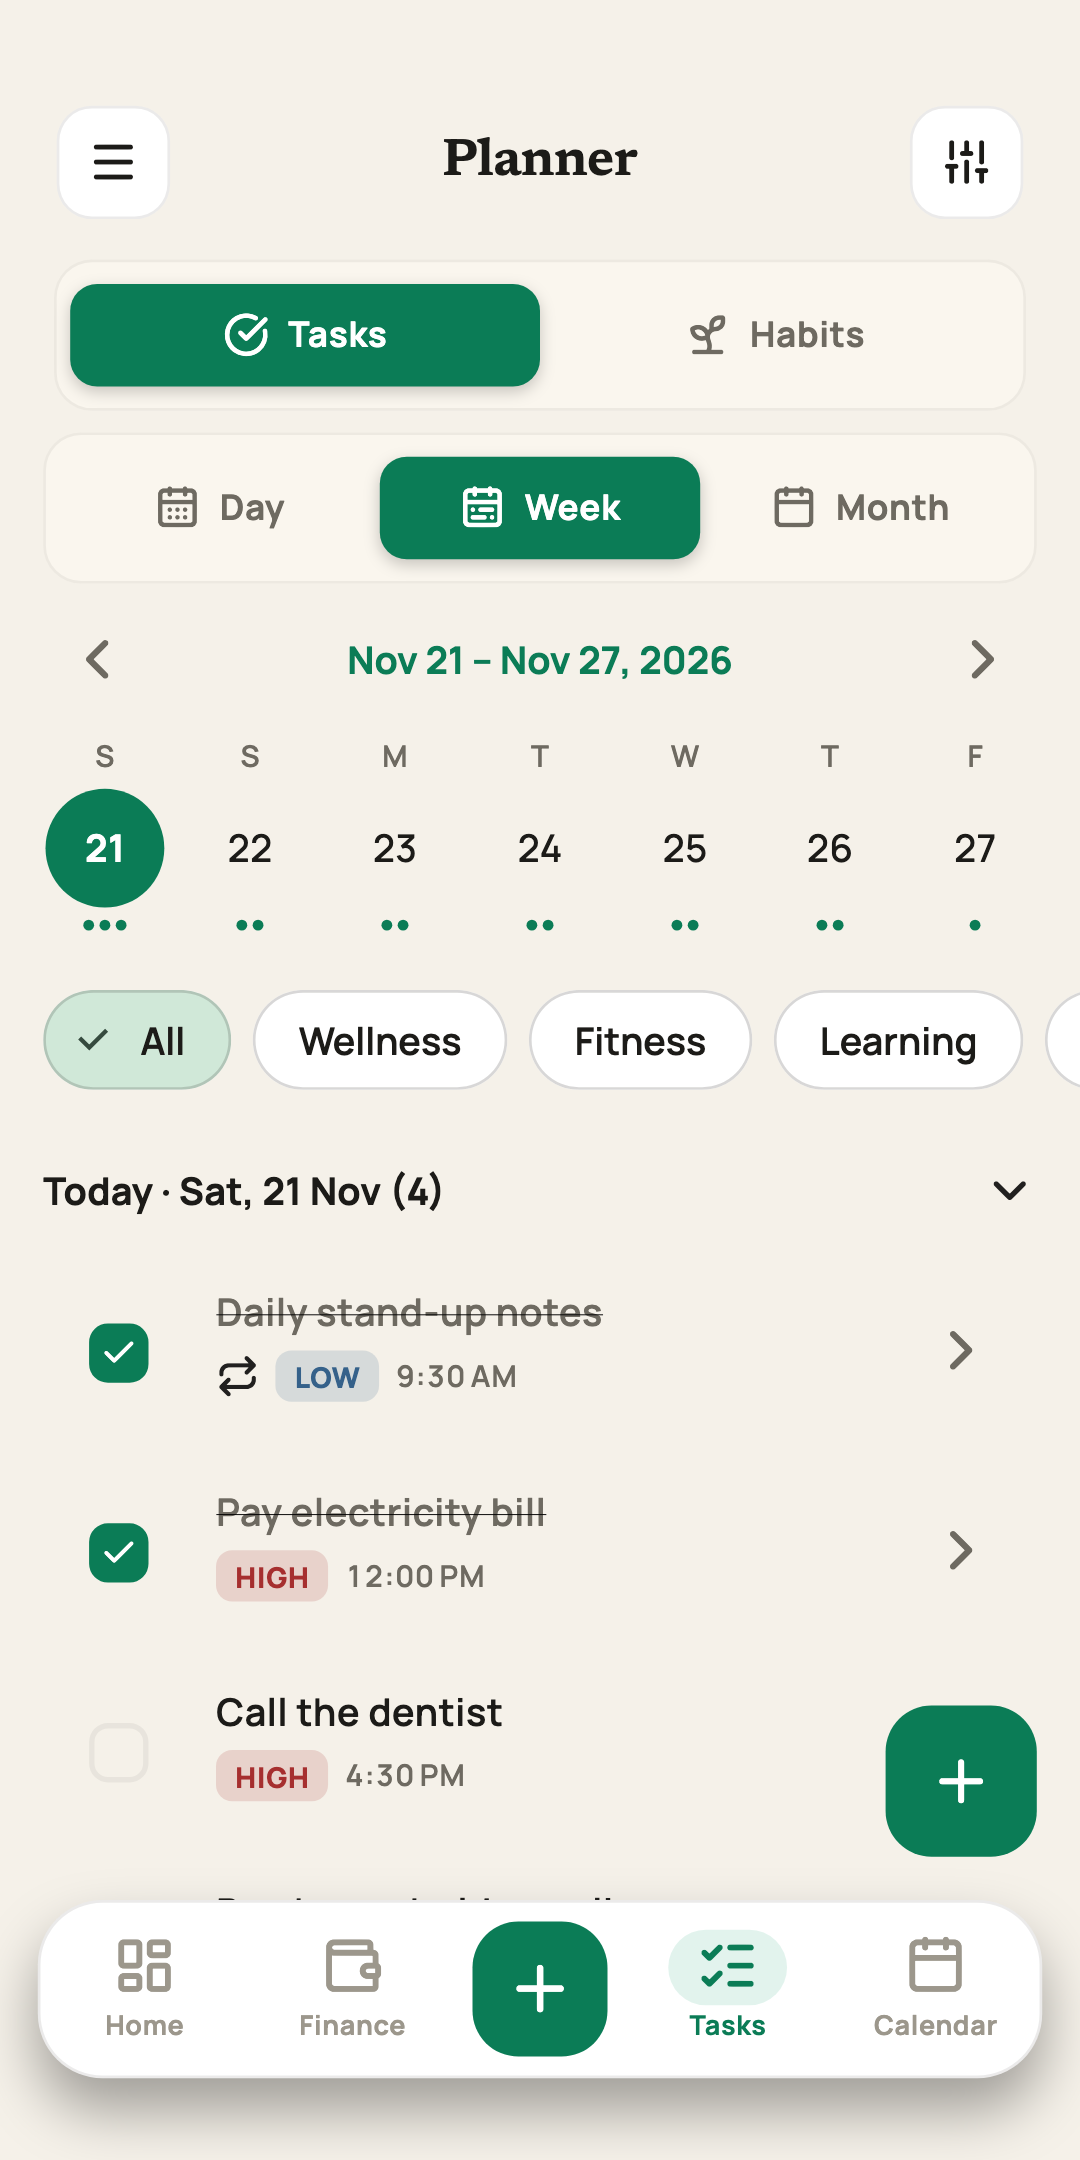 Planner
Tasks
Habits
Day
Week
Month
Nov 21 – Nov 27, 2026
S S M T W T F
21 22 23 24 25 26 27
All
Wellness
Fitness
Learning
Today · Sat, 21 Nov (4)
Daily stand-up notes
LOW 9:30 AM
Pay electricity bill
HIGH 12:00 PM
Call the dentist
HIGH 4:30 PM
Home
Finance
Tasks
Calendar